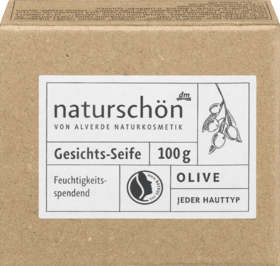 dm
naturschön
VON ALVERDE NATURKOSMETIK
Gesichts-Seife
100 g
Feuchtigkeits-
spendend
OLIVE
JEDER HAUTTYP